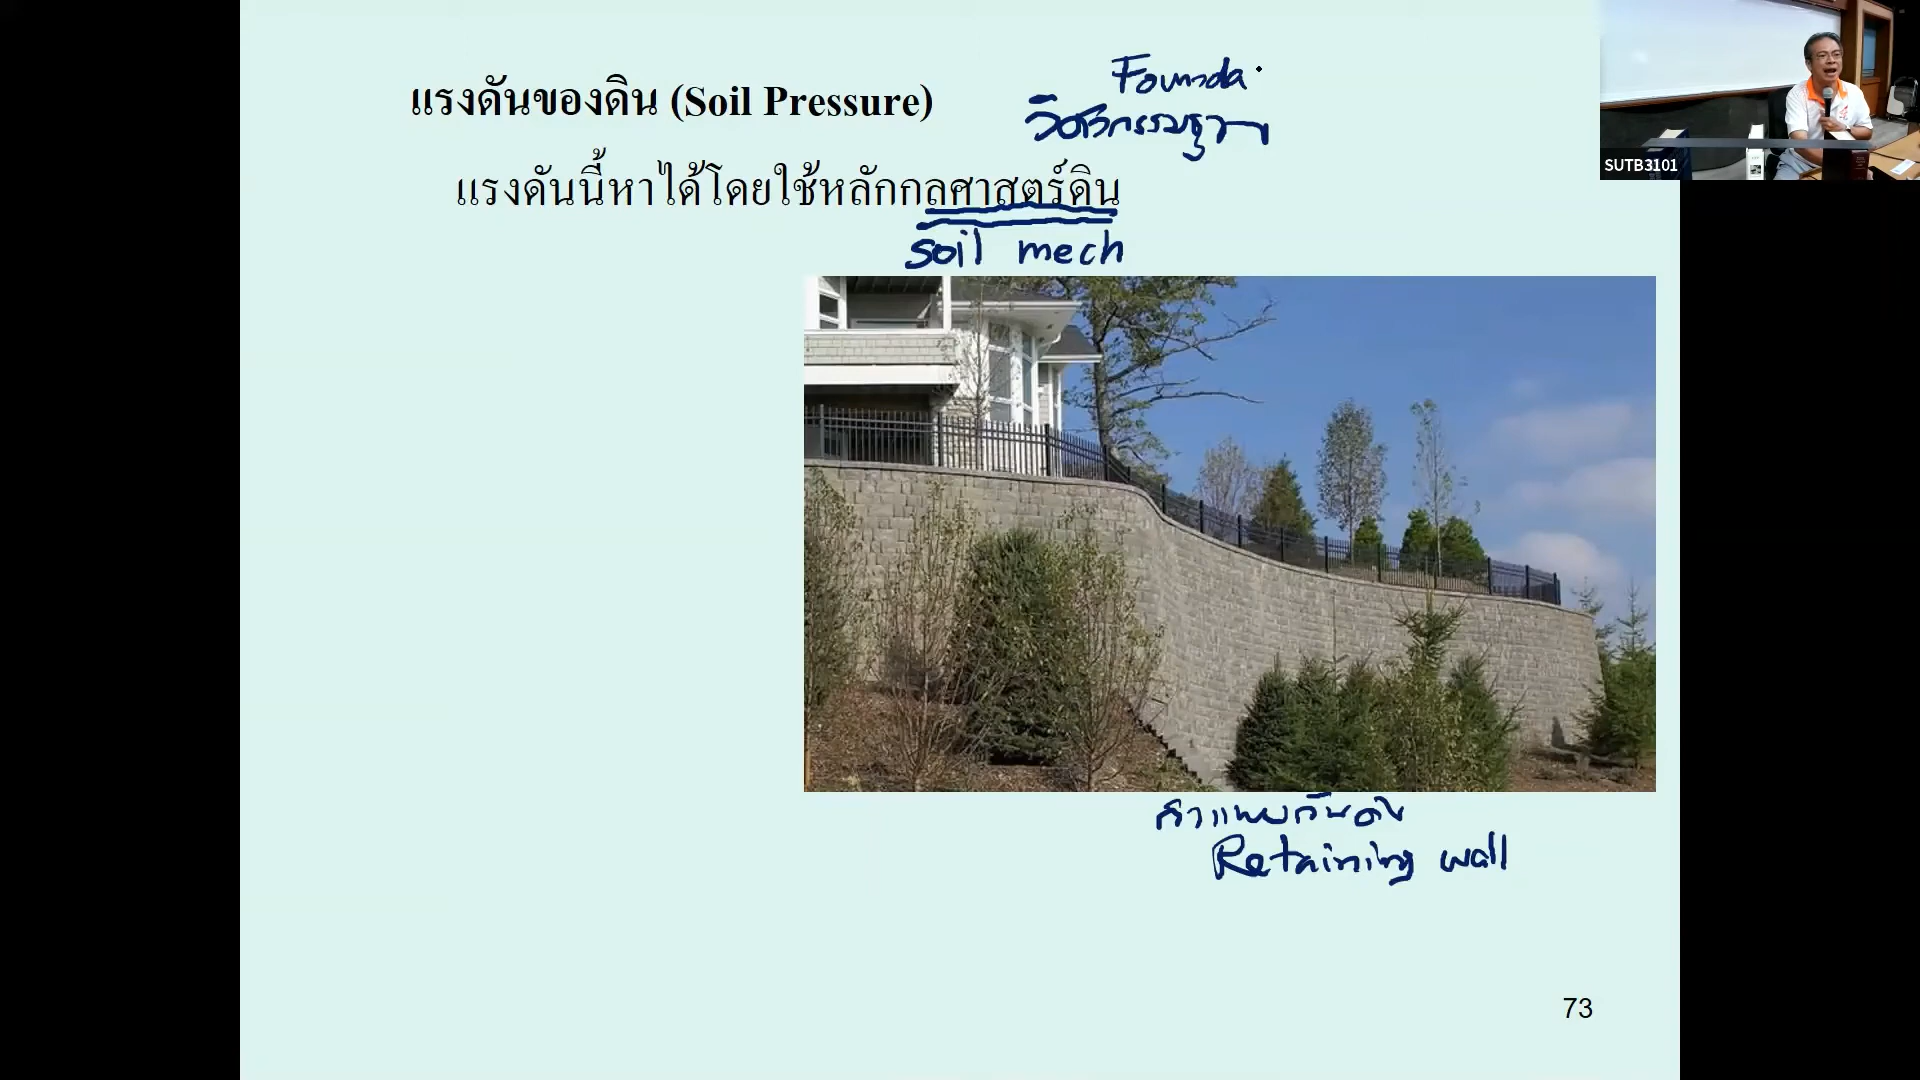 แรงดันของดิน (Soil Pressure)
Founda
วิศวกรรมฐาน
แรงดันนี้หาได้โดยใช้หลักกลศาสตร์ดิน
soil mech
SUTB3101
กำแพงกันดิน
Retaining wall
73